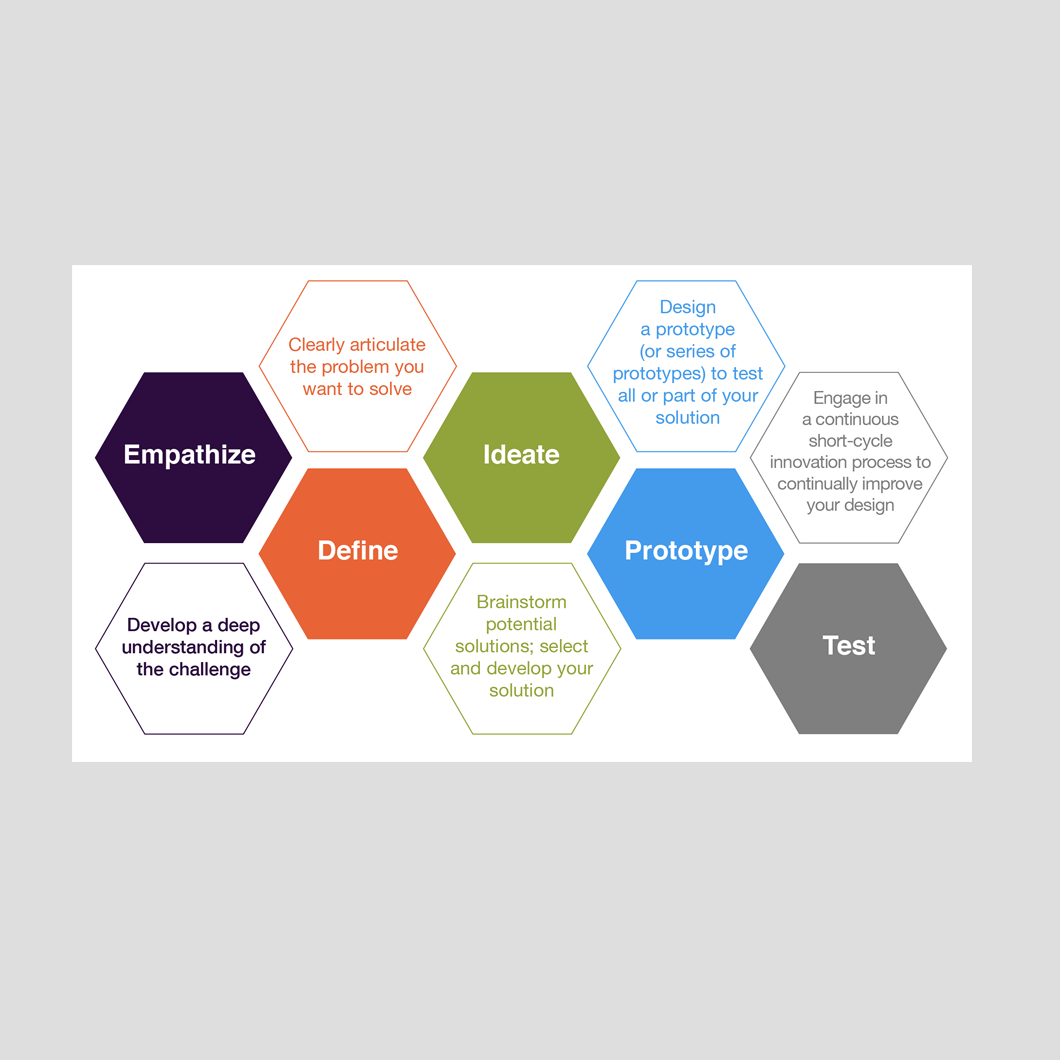 Empathize
Develop a deep
understanding of
the challenge
Clearly articulate
the problem you
want to solve
Define
Ideate
Brainstorm
potential
solutions; select
and develop your
solution
Design
a prototype
(or series of
prototypes) to test
all or part of your
solution
Prototype
Engage in
a continuous
short-cycle
innovation process to
continually improve
your design
Test